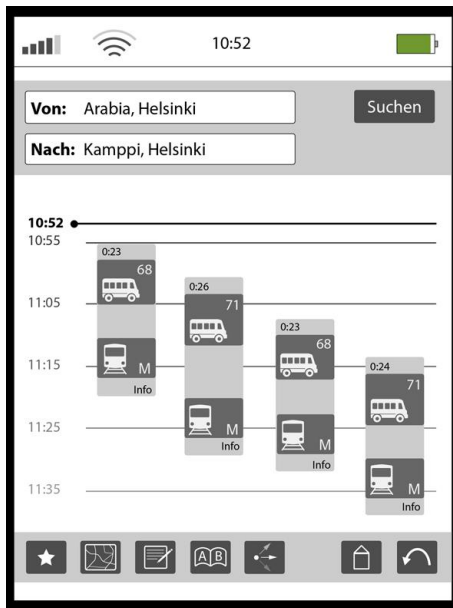 10:52
Von: Arabia, Helsinki
Suchen
Nach: Kamppi, Helsinki
10:52
10:55
0:23
68
0:26
11:05
71
0:23
68
11:15
M
0:24
Info
71
11:25
M
M
Info
Info
11:35
M
Info
A B